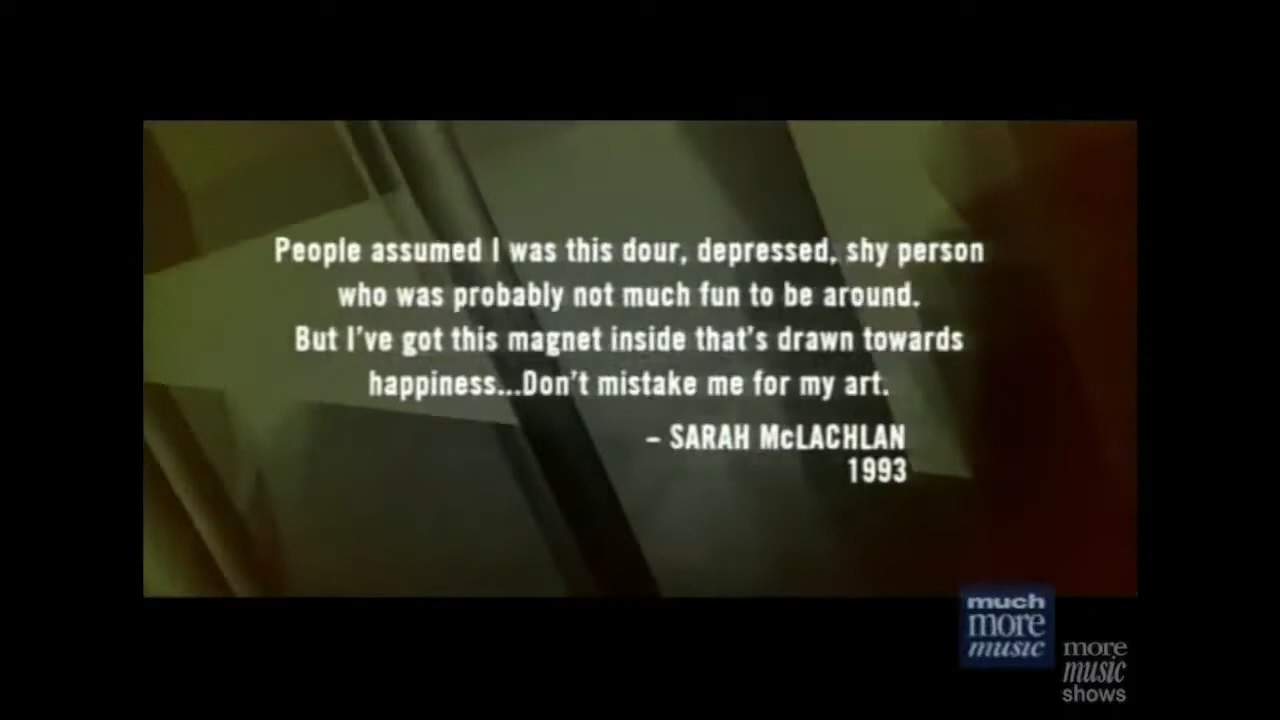 People assumed I was this dour, depressed, shy person
who was probably not much fun to be around.
But I've got this magnet inside that's drawn towards
happiness...Don't mistake me for my art.
– SARAH McLACHLAN
1993
much
more
music
more
music
shows